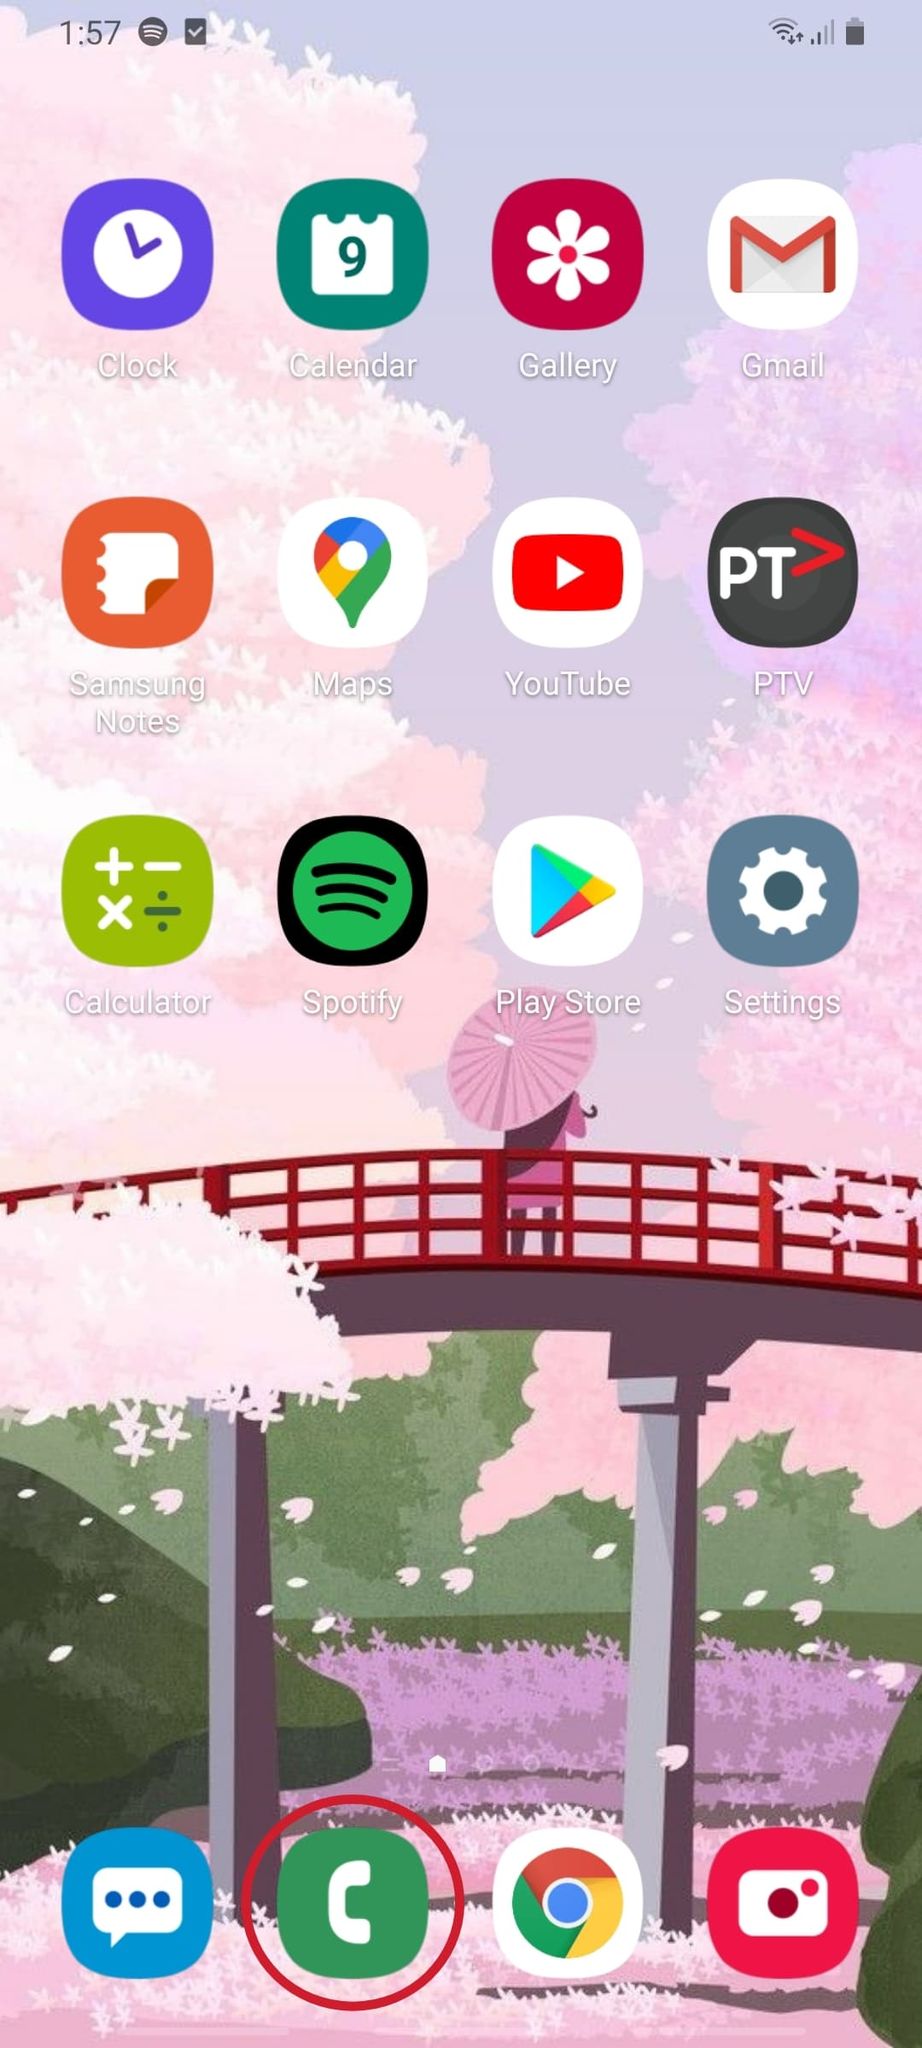 1:57
9
Clock Calendar Gallery Gmail
PT>
Samsung Notes Maps YouTube PTV
Calculator Spotify Play Store Settings